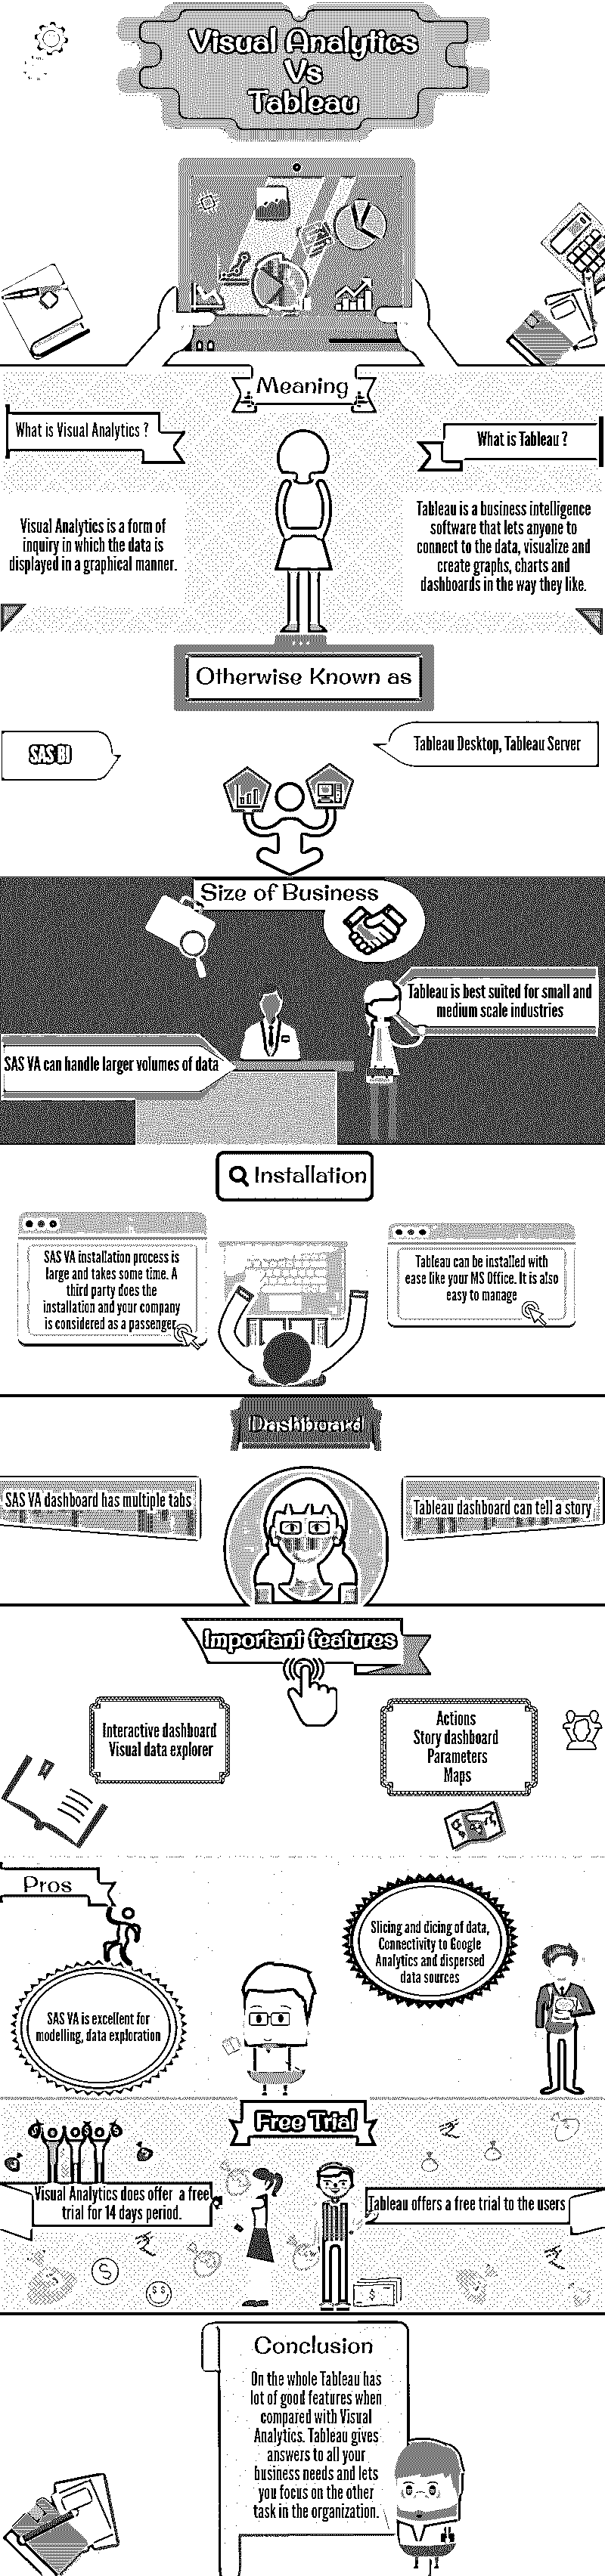 Visual Analytics
Vs
Tableau
Meaning
What is Visual Analytics ?
What is Tableau ?
Visual Analytics is a form of
inquiry in which the data is
displayed in a graphical manner.
Tableau is a business intelligence
software that lets anyone to
connect to the data, visualize and
create graphs, charts and
dashboards in the way they like.
Otherwise Known as
SAS BI
Tableau Desktop, Tableau Server
Size of Business
Tableau is best suited for small and
medium scale industries
SAS VA can handle larger volumes of data
Installation
SAS VA installation process is
large and takes some time. A
third party does the
installation and your company
is considered as a passenger.
Tableau can be installed with
ease like your MS Office. It is also
easy to manage
Dashboard
SAS VA dashboard has multiple tabs
Tableau dashboard can tell a story
Important features
Interactive dashboard
Visual data explorer
Actions
Story dashboard
Parameters
Maps
Pros
Slicing and dicing of data,
Connectivity to Google
Analytics and dispersed
data sources
SAS VA is excellent for
modelling, data exploration
Free Trial
Visual Analytics does offer a free
trial for 14 days period.
Tableau offers a free trial to the users
Conclusion
On the whole Tableau has
lot of good features when
compared with Visual
Analytics. Tableau gives
answers to all your
business needs and lets
you focus on the other
task in the organization.